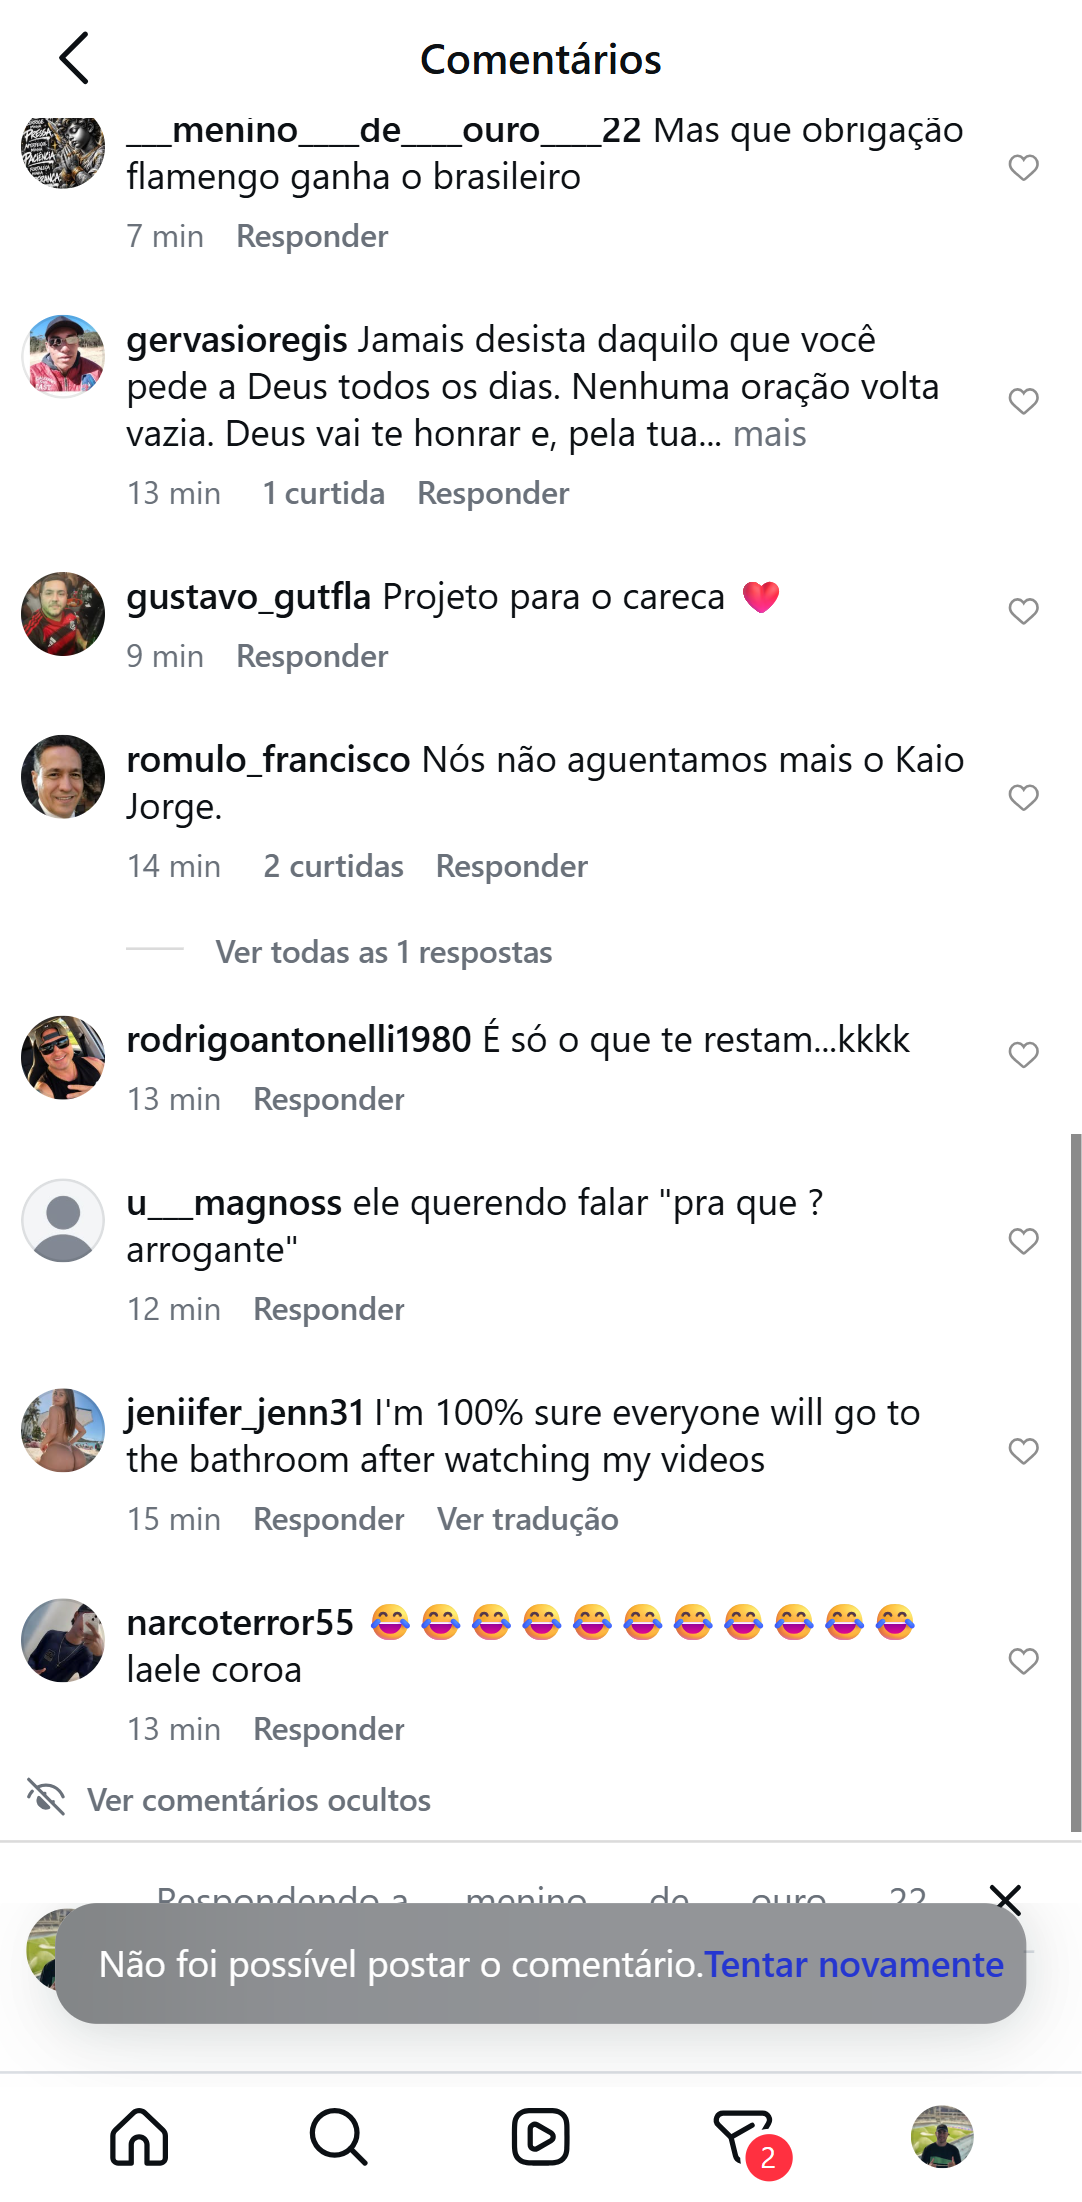 Comentários
___menino____de____ouro____22 Mas que obrigação
flamengo ganha o brasileiro
7 min Responder
gervasioregis Jamais desista daquilo que você
pede a Deus todos os dias. Nenhuma oração volta
vazia. Deus vai te honrar e, pela tua... mais
13 min 1 curtida Responder
gustavo_gutfla Projeto para o careca ❤️
9 min Responder
romulo_francisco Nós não aguentamos mais o Kaio
Jorge.
14 min 2 curtidas Responder
Ver todas as 1 respostas
rodrigoantonelli1980 É só o que te restam...kkkk
13 min Responder
u___magnoss ele querendo falar "pra que ?
arrogante"
12 min Responder
jeniifer_jenn31 I'm 100% sure everyone will go to
the bathroom after watching my videos
15 min Responder Ver tradução
narcoterror55 😂😂😂😂😂😂😂😂😂😂😂
laele coroa
13 min Responder
Ver comentários ocultos
Respondendo a ___menino____de____ouro____22
Não foi possível postar o comentário.Tentar novamente
2